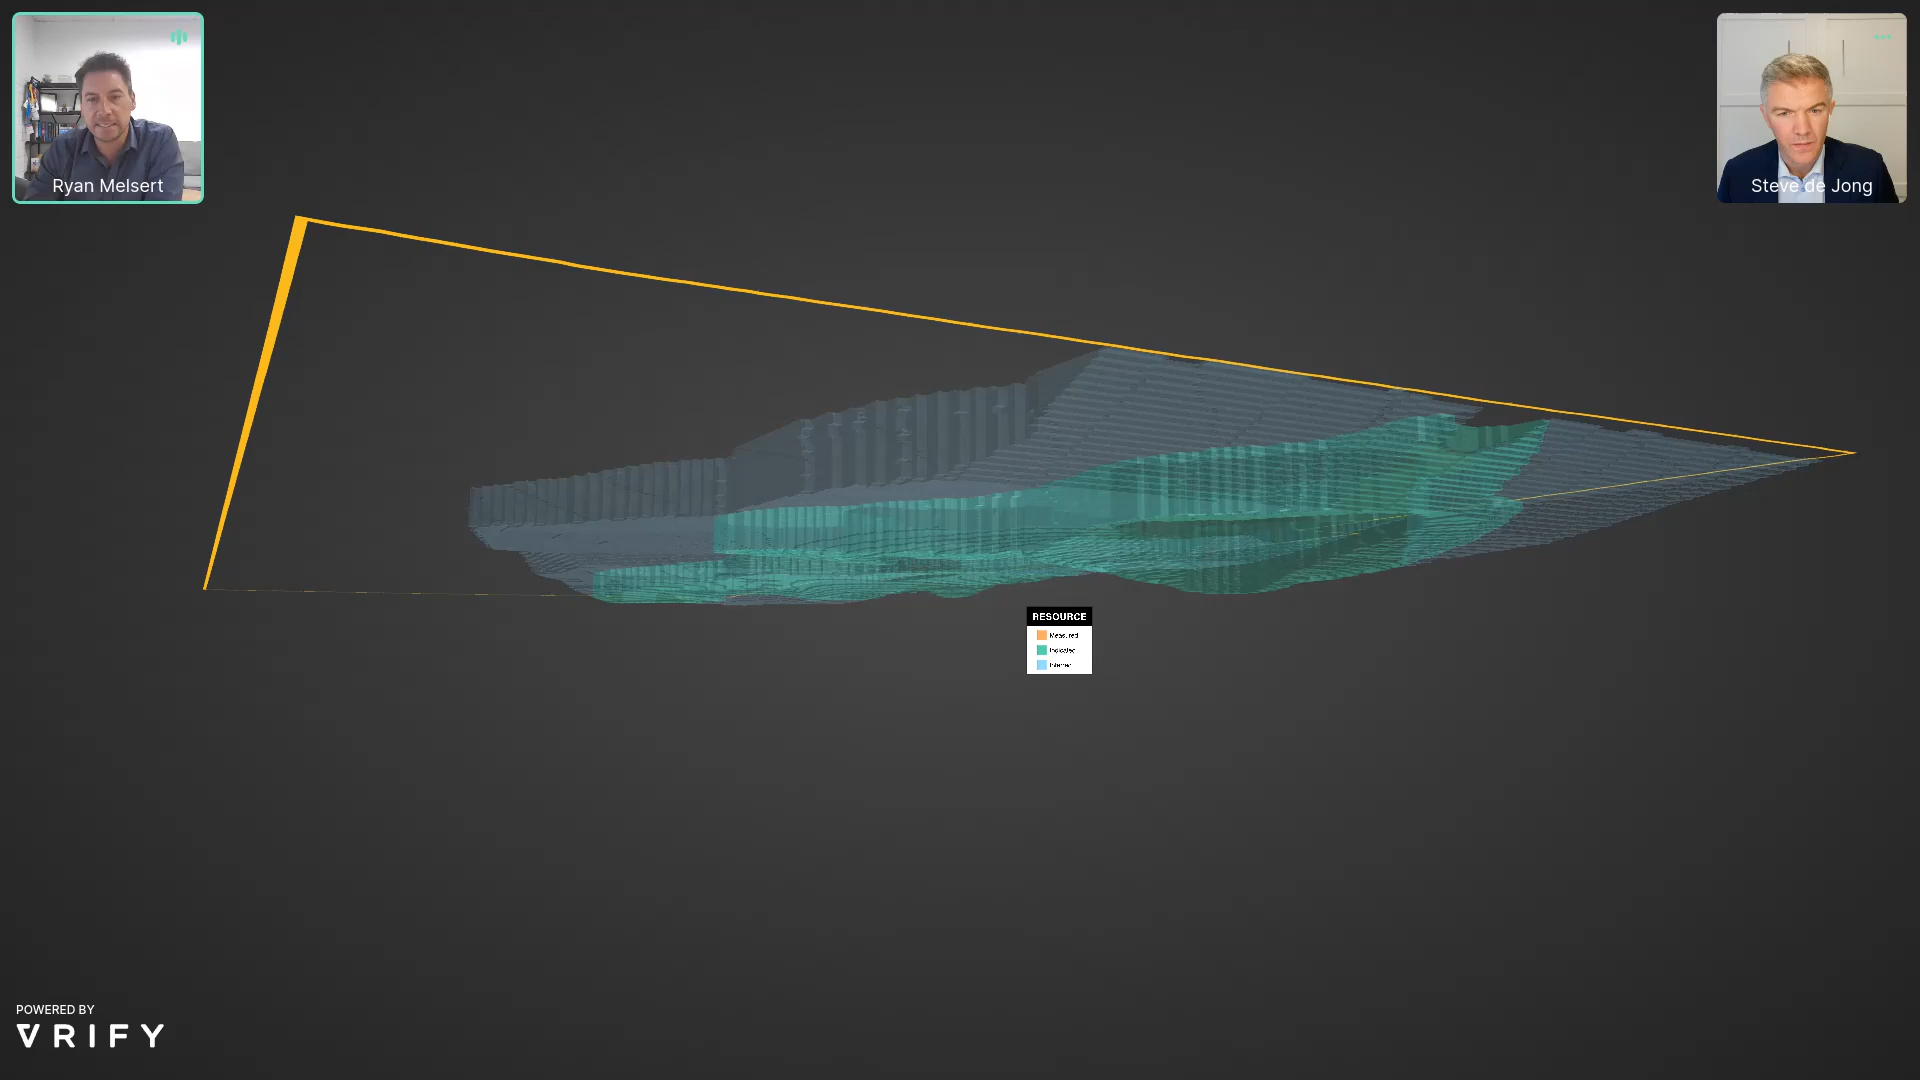 Ryan Melsert
Steve de Jong
RESOURCE
Measured
Indicated
Inferred
POWERED BY
VRIFY